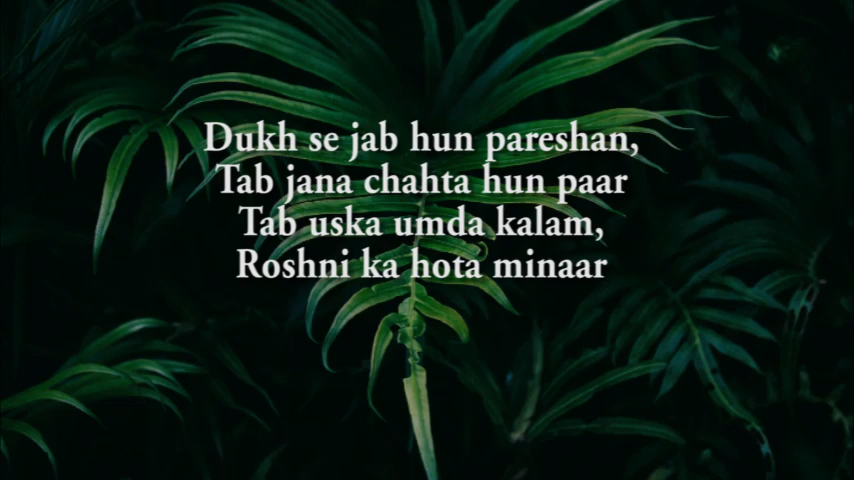 Dukh se jab hun pareshan,
Tab jana chahta hun paar
Tab uska umda kalam,
Roshni ka hota minaar